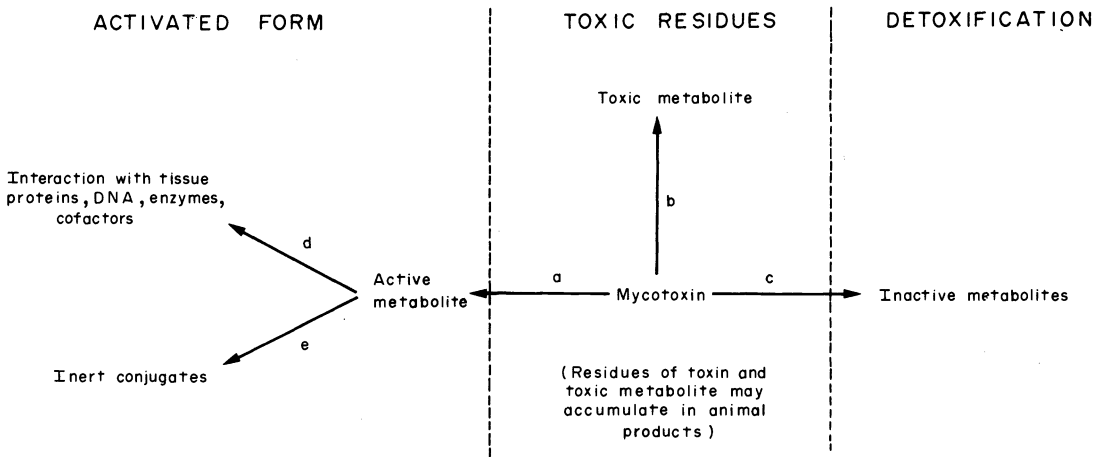 ACTIVATED FORM
TOXIC RESIDUES
DETOXIFICATION
Toxic metabolite
Interaction with tissue
proteins, DNA, enzymes,
cofactors
b
d
Active
metabolite
a
Mycotoxin
c
Inactive metabolites
e
Inert conjugates
(Residues of toxin and
toxic metabolite may
accumulate in animal
products)